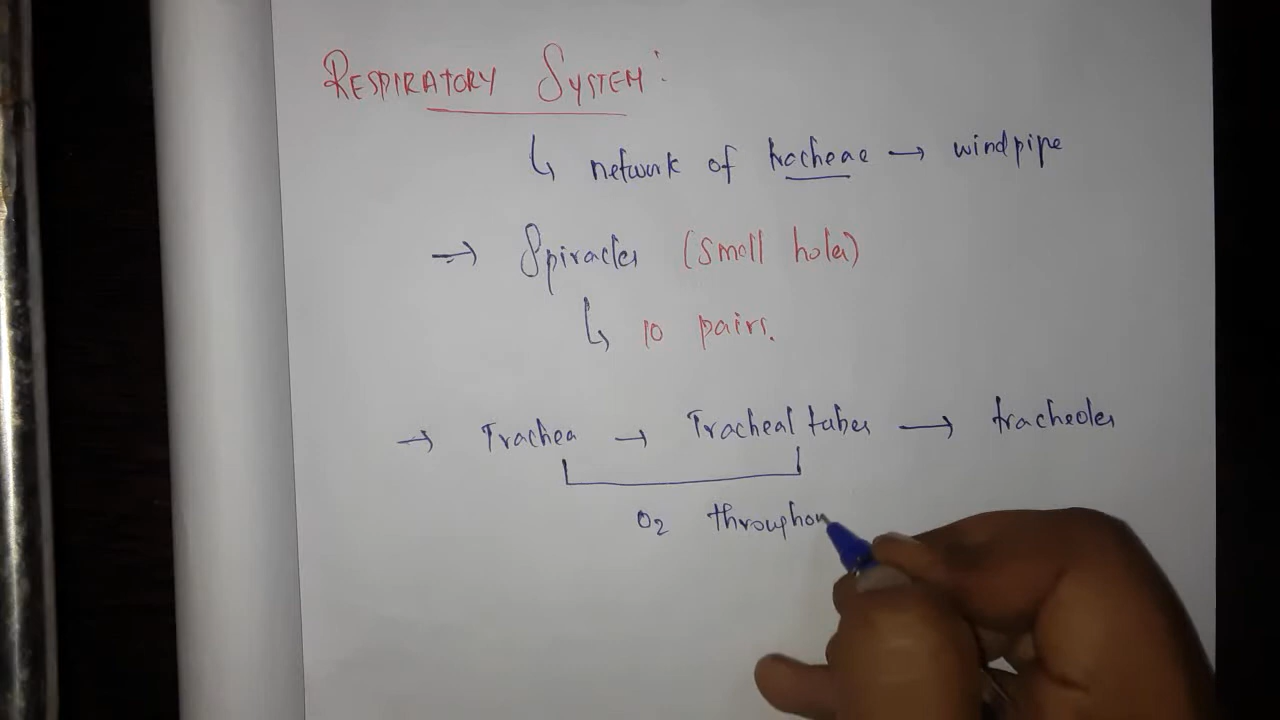 RESPIRATORY SYSTEM:
↳ network of tracheae → windpipe
→ Spiracles (small holes)
↳ 10 pairs.
→ Trachea → Tracheal tubes → tracheoles
O2 throughou